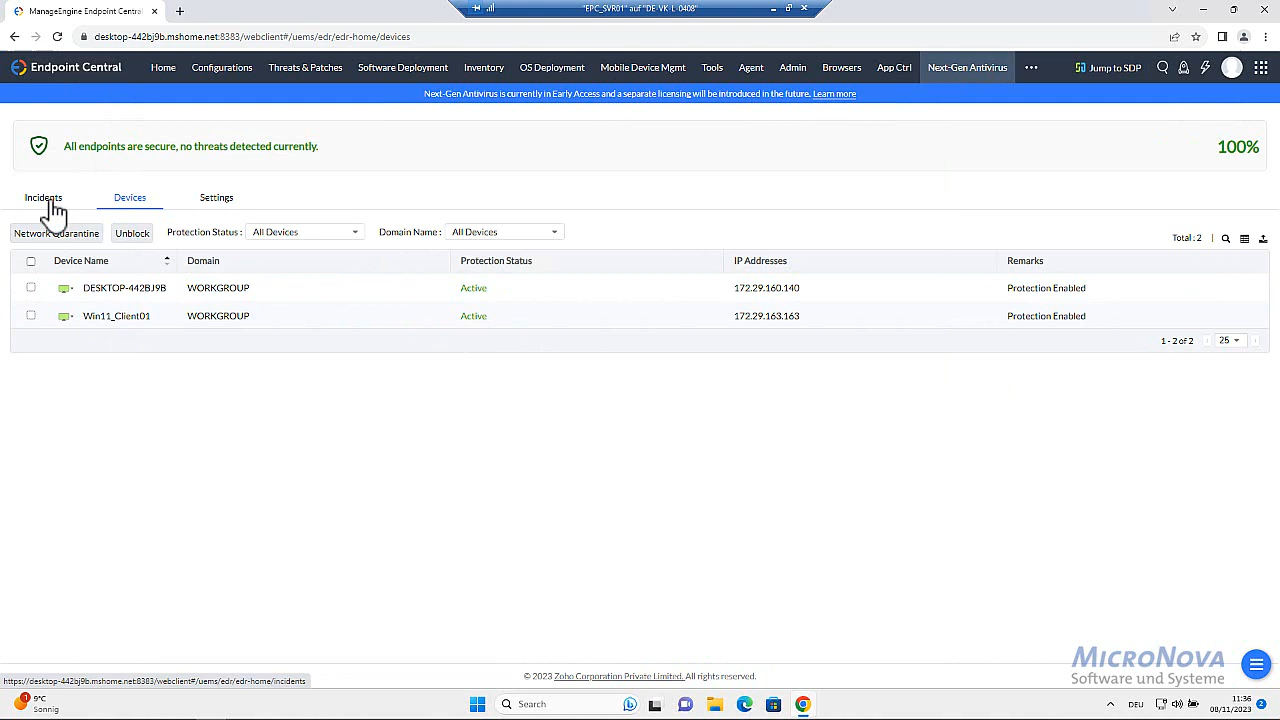 ManageEngine Endpoint Central
"EPC_SVR01" auf "DE-VK-L-0408"
desktop-442bj9b.mshome.net:8383/webclient#/uems/edr/edr-home/devices
Endpoint Central Home Configurations Threats & Patches Software Deployment Inventory OS Deployment Mobile Device Mgmt Tools Agent Admin Browsers App Ctrl Next-Gen Antivirus Jump to SDP
Next-Gen Antivirus is currently in Early Access and a separate licensing will be introduced in the future. Learn more
All endpoints are secure, no threats detected currently. 100%
Incidents Devices Settings
Network Quarantine Unblock Protection Status : All Devices Domain Name : All Devices Total : 2
Device Name Domain Protection Status IP Addresses Remarks
DESKTOP-442BJ9B WORKGROUP Active 172.29.160.140 Protection Enabled
Win11_Client01 WORKGROUP Active 172.29.163.163 Protection Enabled
1 - 2 of 2 25
MicroNova
Software und Systeme
Zoho Corporation Private Limited. All rights reserved.
https://desktop-442bj9b.mshome.net:8383/webclient#/uems/edr/edr-home/incidents
1 9°C
Sonnig
Search
DEU
11:36
08/11/2023
2